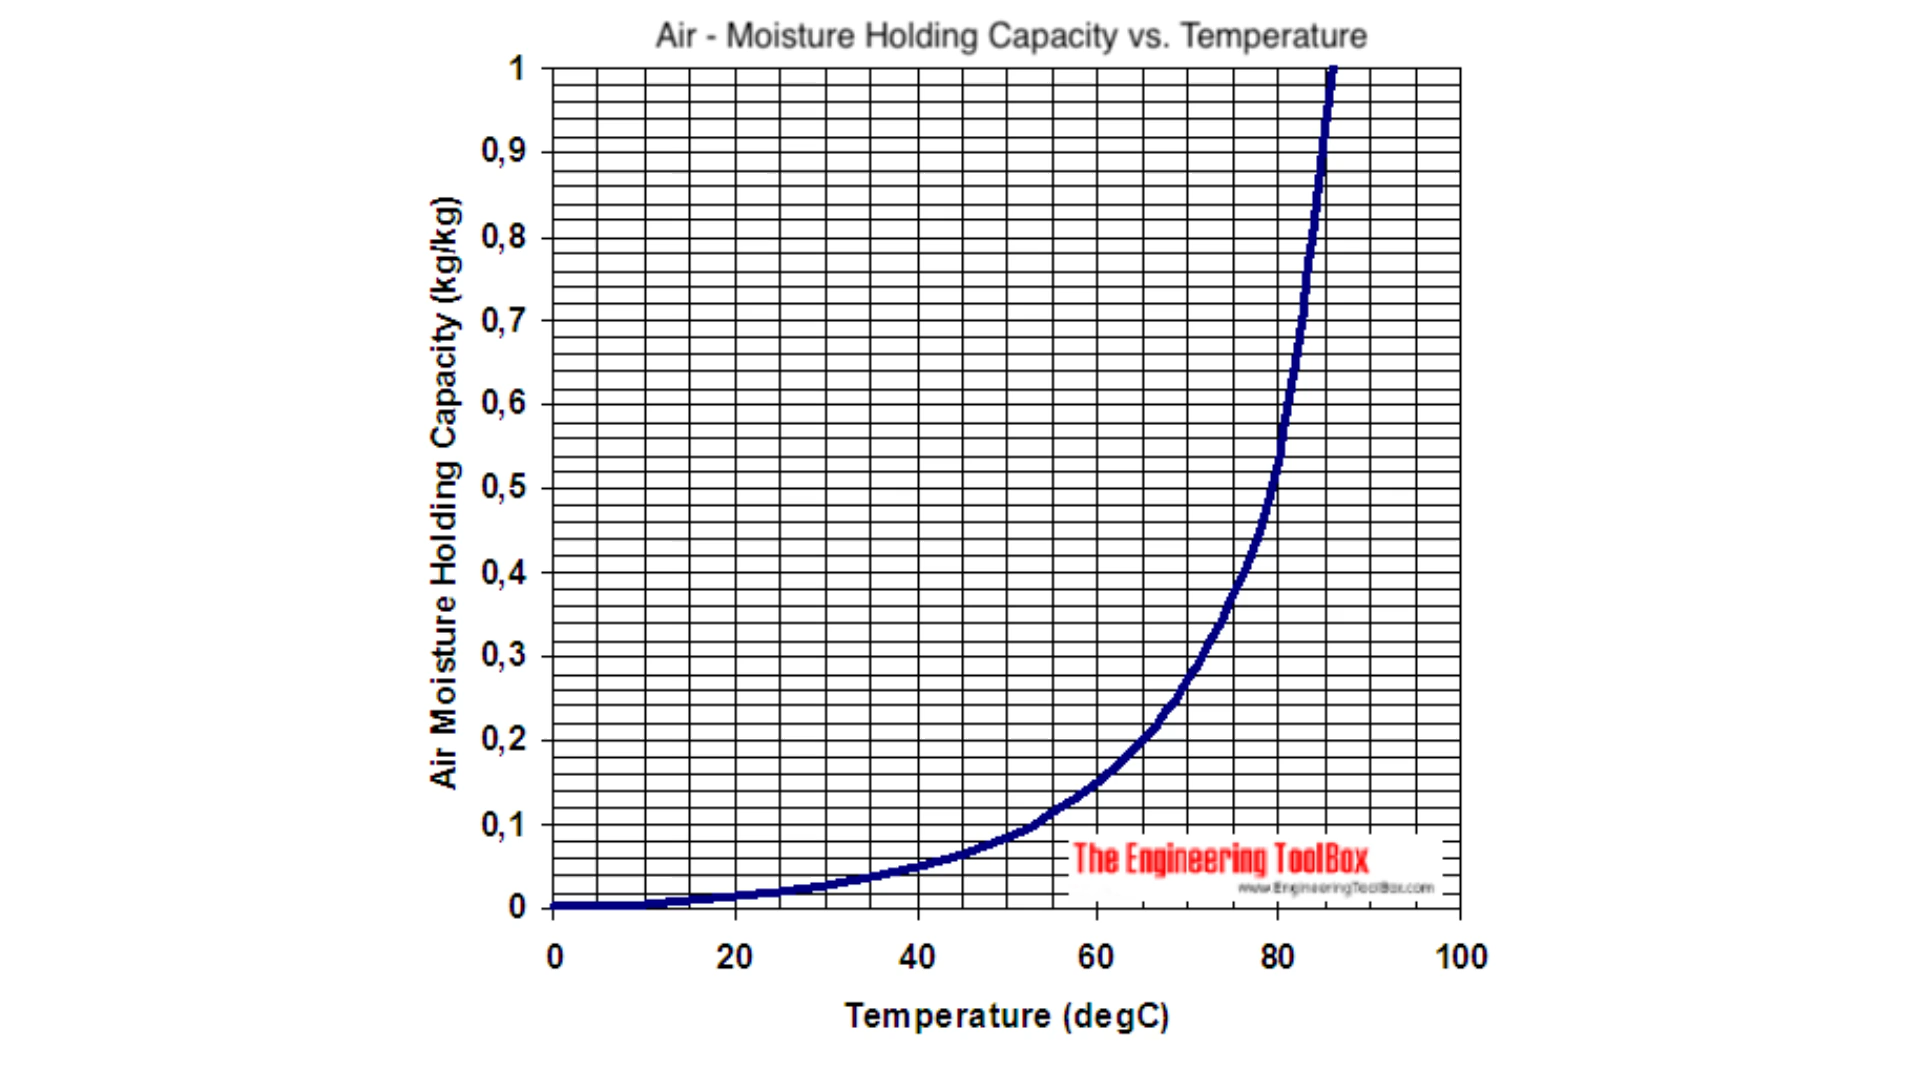 Air - Moisture Holding Capacity vs. Temperature
1
0,9
0,8
0,7
0,6
0,5
0,4
0,3
0,2
0,1
0
Air Moisture Holding Capacity (kg/kg)
The Engineering ToolBox
www.EngineeringToolBox.com
0 20 40 60 80 100
Temperature (degC)